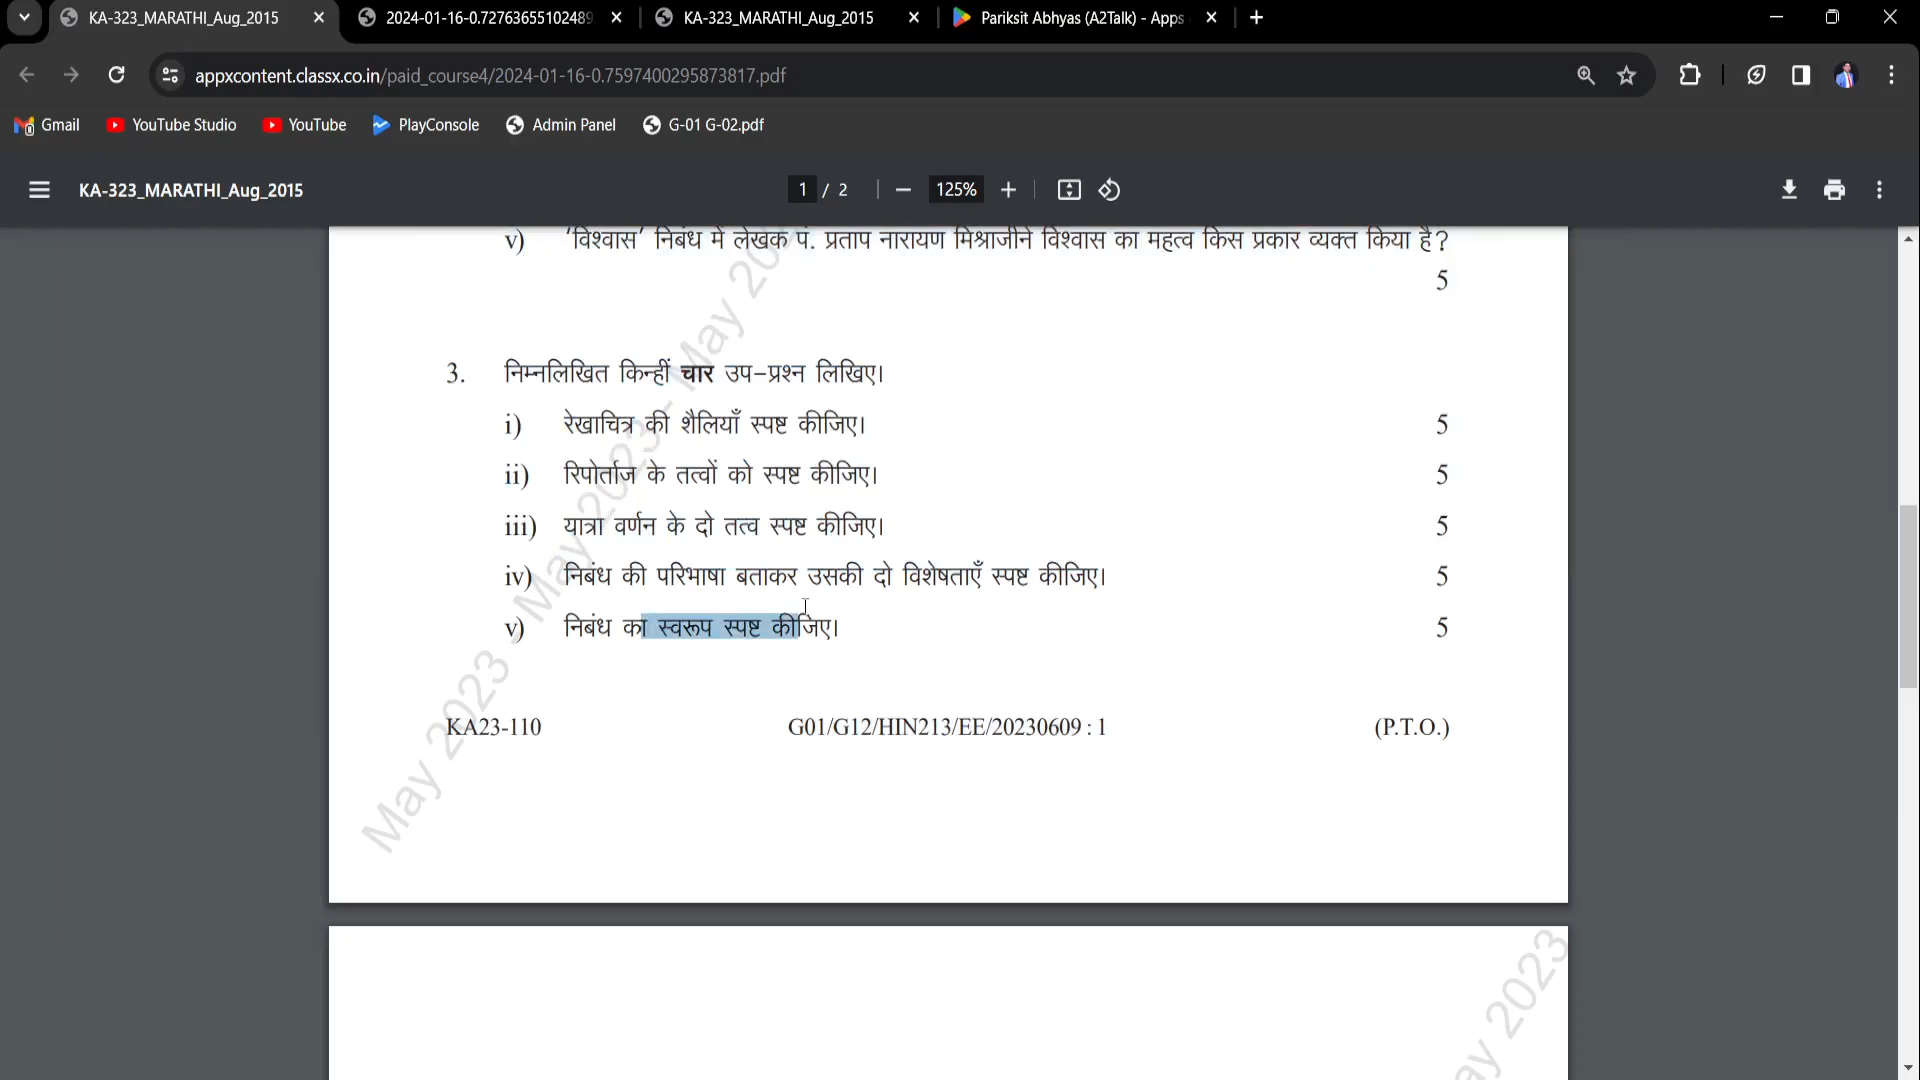 KA-323_MARATHI_Aug_2015
2024-01-16-0.72763655102489
KA-323_MARATHI_Aug_2015
Pariksit Abhyas (A2Talk) - Apps
appxcontent.classx.co.in/paid_course4/2024-01-16-0.7597400295873817.pdf
Gmail
YouTube Studio
YouTube
PlayConsole
Admin Panel
G-01 G-02.pdf
KA-323_MARATHI_Aug_2015
1 / 2
125%
v) 'विश्वास' निबंध में लेखक पं. प्रताप नारायण मिश्राजीने विश्वास का महत्व किस प्रकार व्यक्त किया है?
5
3. निम्नलिखित किन्हीं चार उप-प्रश्न लिखिए।
i) रेखाचित्र की शैलियाँ स्पष्ट कीजिए। 5
ii) रिपोर्ताज के तत्वों को स्पष्ट कीजिए। 5
iii) यात्रा वर्णन के दो तत्व स्पष्ट कीजिए। 5
iv) निबंध की परिभाषा बताकर उसकी दो विशेषताएँ स्पष्ट कीजिए। 5
v) निबंध का स्वरूप स्पष्ट कीजिए। 5
KA23-110 G01/G12/HIN213/EE/20230609 : 1 (P.T.O.)
May 2023 - May 2023 - May 20
ay 2023